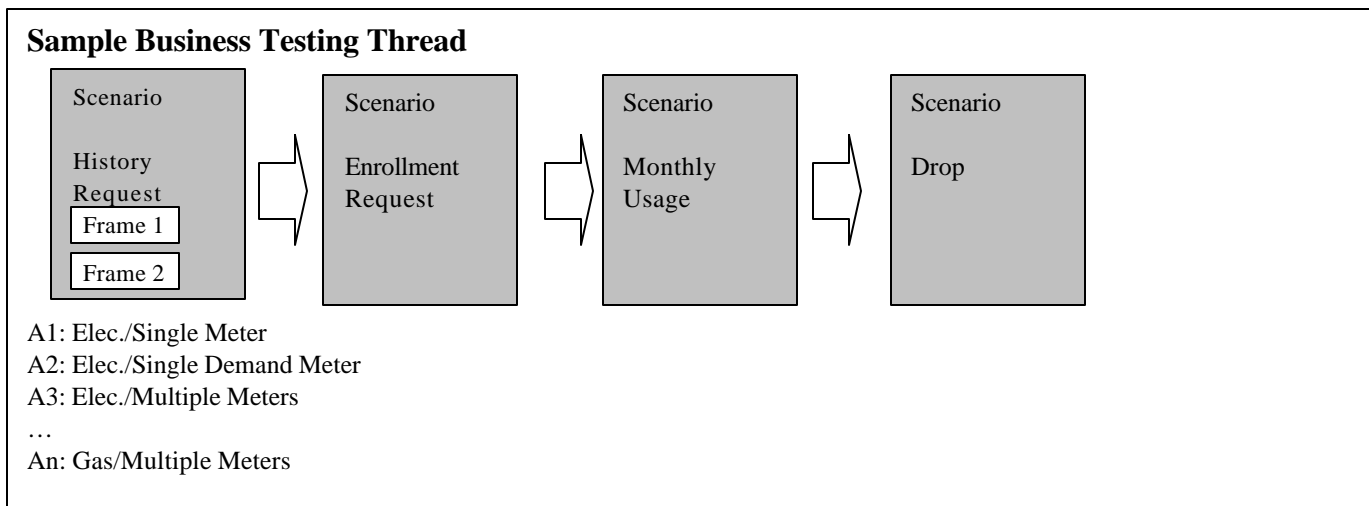 Sample Business Testing Thread
Scenario
History
Request
Frame 1
Frame 2
Scenario
Enrollment
Request
Scenario
Monthly
Usage
Scenario
Drop
A1: Elec./Single Meter
A2: Elec./Single Demand Meter
A3: Elec./Multiple Meters
…
An: Gas/Multiple Meters